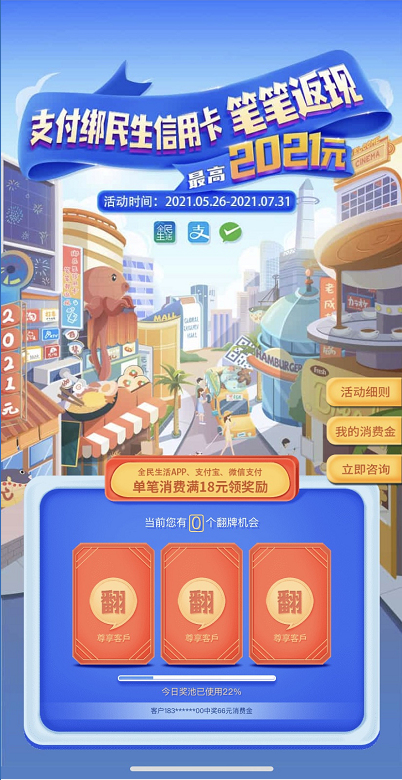 支付绑民生信用卡 笔笔返现
最高 2021元
活动时间：2021.05.26-2021.07.31
全民
生活
支
CINEMA
MALL
HAMBURGER
Fresh
2021元
活动细则
我的消费金
立即咨询
全民生活APP、支付宝、微信支付
单笔消费满18元领奖励
当前您有0个翻牌机会
翻 翻 翻
尊享客户 尊享客户 尊享客户
今日奖池已使用22%
客户183******00中奖66元消费金